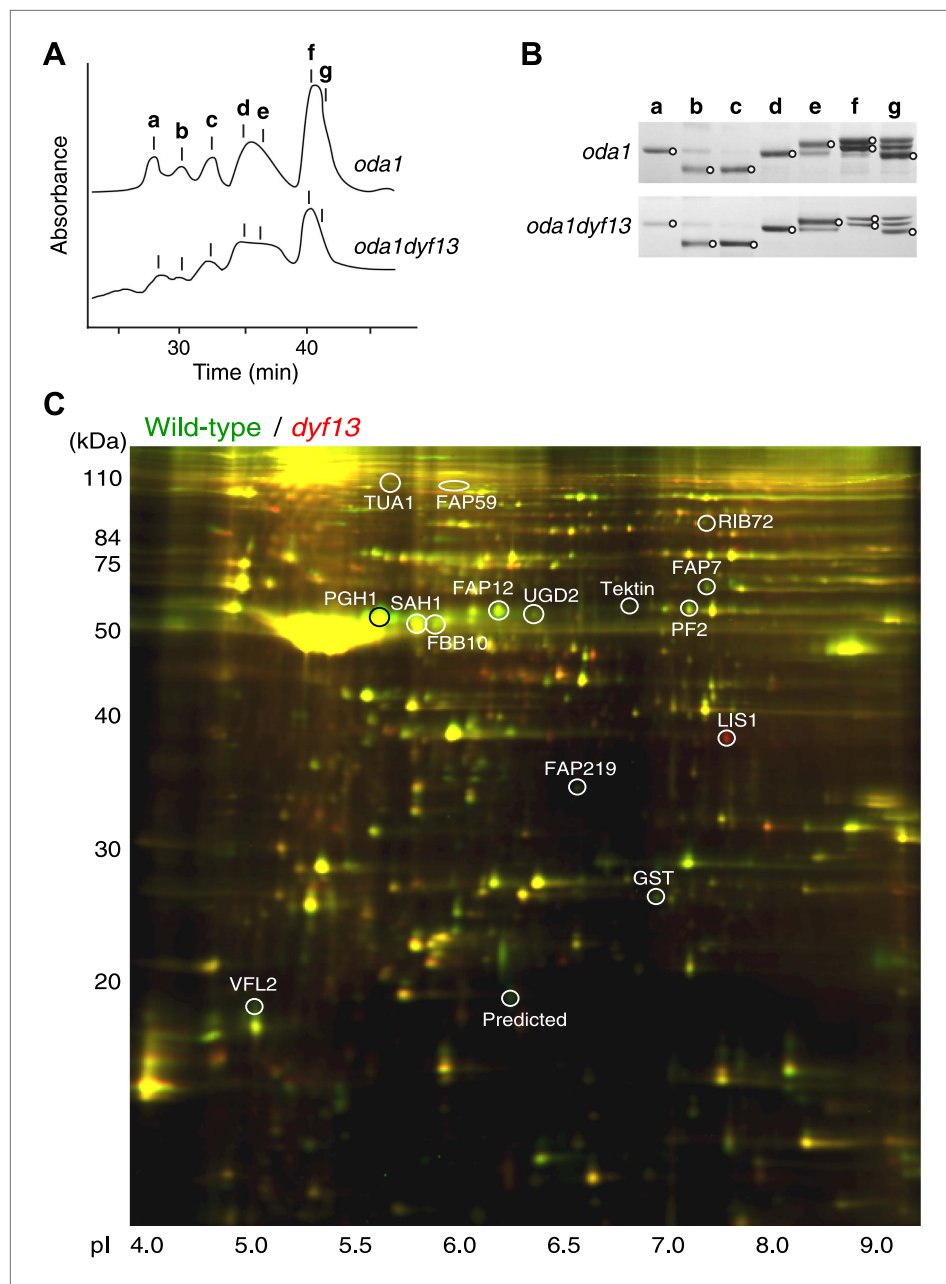 A
a b c d e f g
oda1
oda1dyf13
Absorbance
30 40
Time (min)
B
a b c d e f g
oda1
oda1dyf13
C
Wild-type / dyf13
(kDa)
110
84
75
50
40
30
20
TUA1 FAP59
RIB72
FAP7
PGH1 SAH1 FAP12 UGD2 Tektin
FBB10 PF2
LIS1
FAP219
GST
VFL2
Predicted
pI 4.0 5.0 5.5 6.0 6.5 7.0 8.0 9.0